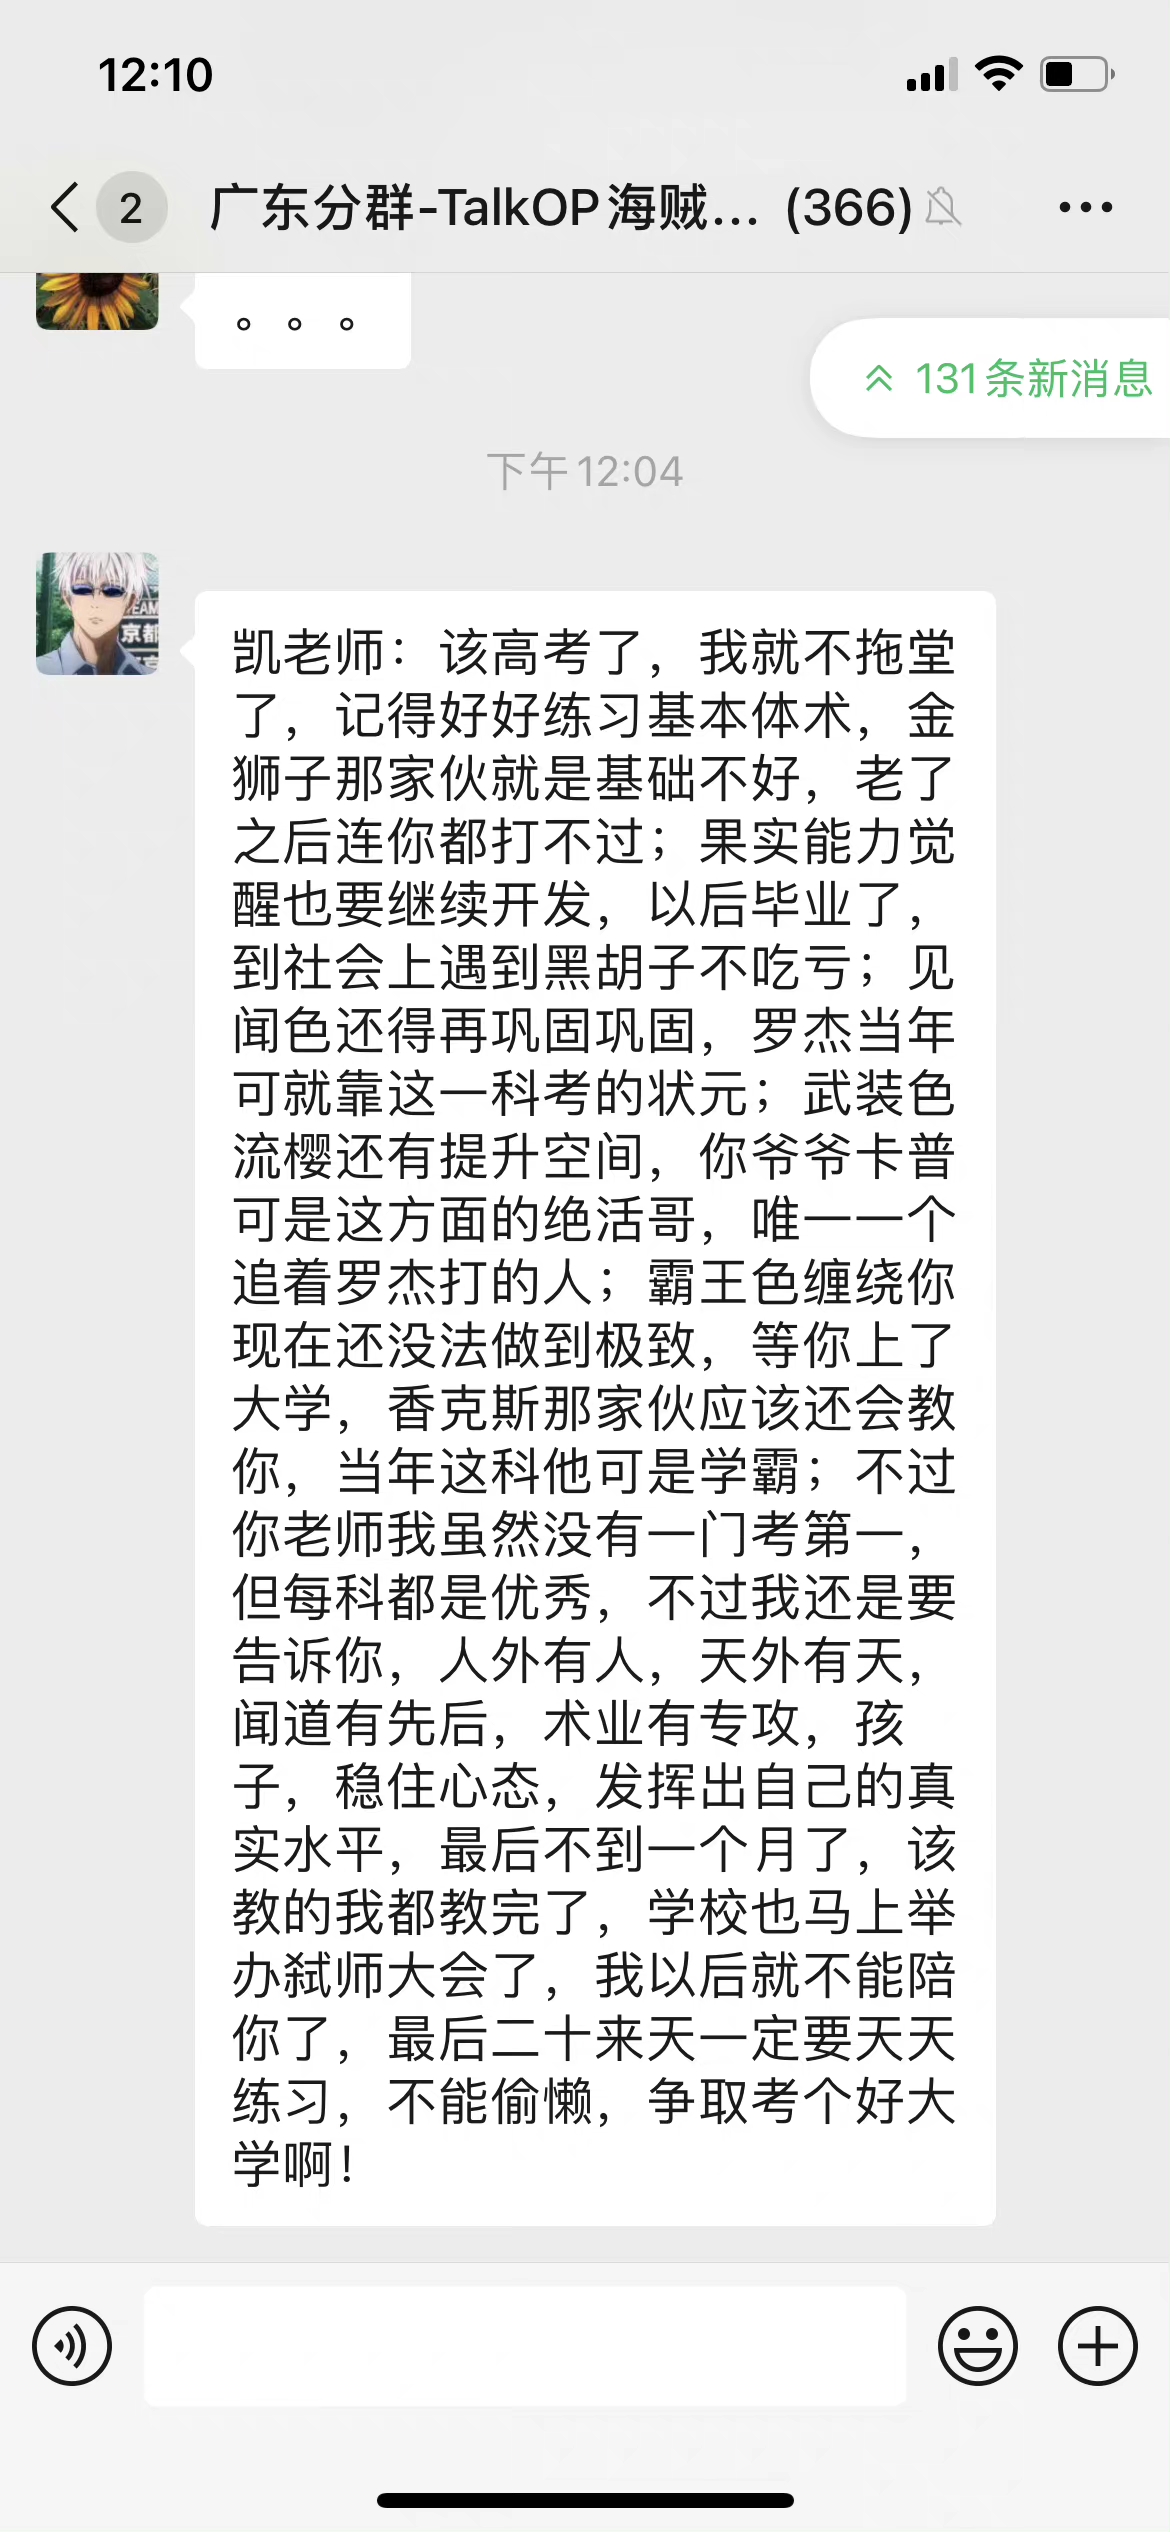 12:10
2
广东分群-TalkOP海贼... (366)
。。。
131条新消息
下午12:04
凯老师：该高考了，我就不拖堂
了，记得好好练习基本体术，金
狮子那家伙就是基础不好，老了
之后连你都打不过；果实能力觉
醒也要继续开发，以后毕业了，
到社会上遇到黑胡子不吃亏；见
闻色还得再巩固巩固，罗杰当年
可就靠这一科考的状元；武装色
流樱还有提升空间，你爷爷卡普
可是这方面的绝活哥，唯一一个
追着罗杰打的人；霸王色缠绕你
现在还没法做到极致，等你上了
大学，香克斯那家伙应该还会教
你，当年这科他可是学霸；不过
你老师我虽然没有一门考第一，
但每科都是优秀，不过我还是要
告诉你，人外有人，天外有天，
闻道有先后，术业有专攻，孩
子，稳住心态，发挥出自己的真
实水平，最后不到一个月了，该
教的我都教完了，学校也马上举
办弑师大会了，我以后就不能陪
你了，最后二十来天一定要天天
练习，不能偷懒，争取考个好大
学啊！